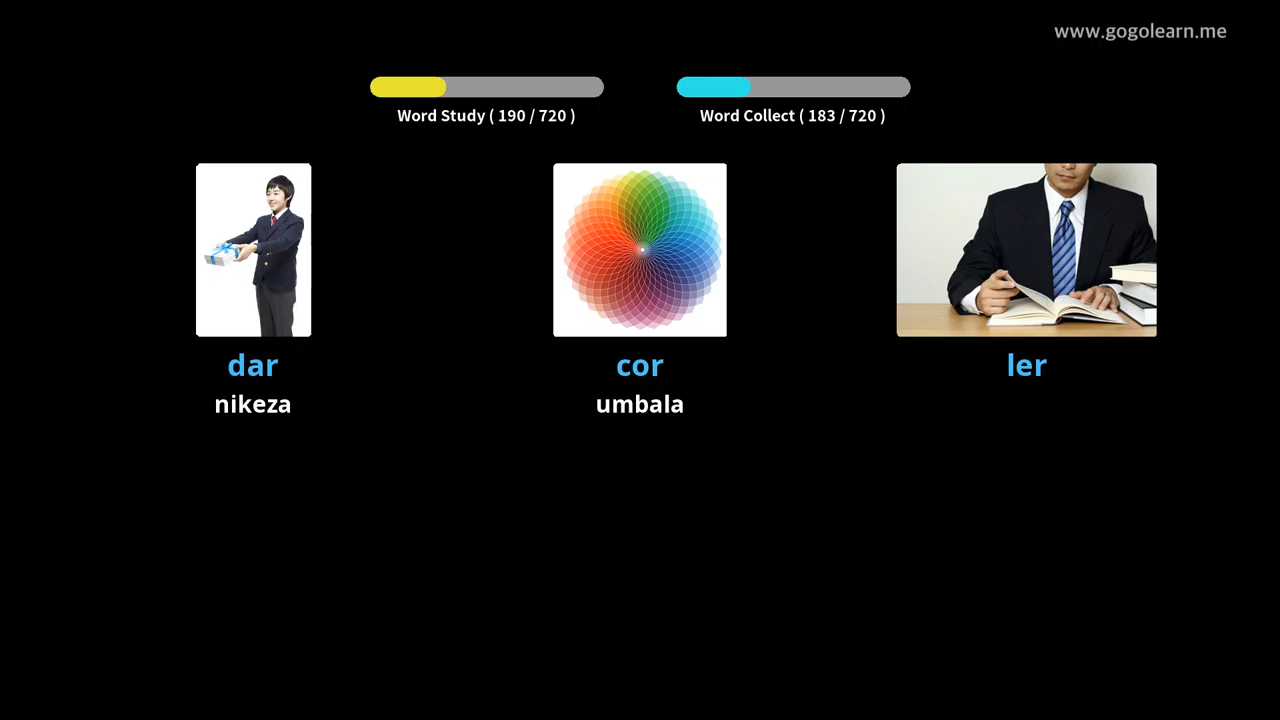 www.gogolearn.me
Word Study ( 190 / 720 )
Word Collect ( 183 / 720 )
dar
cor
ler
nikeza
umbala